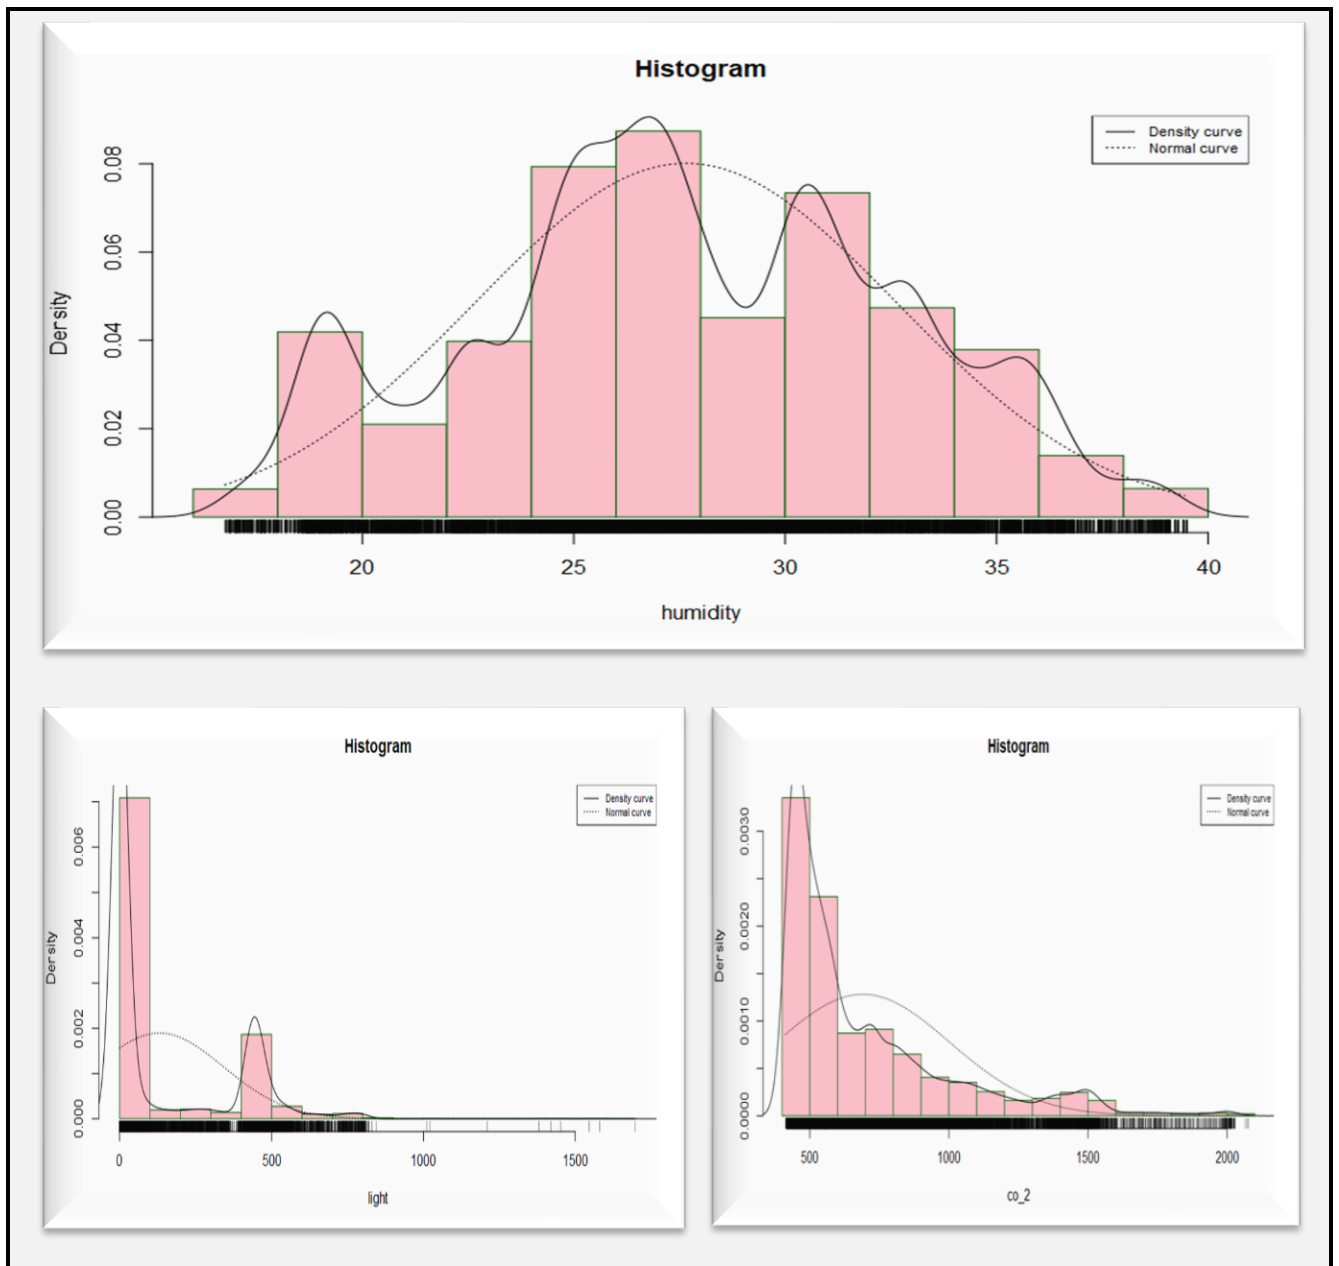 Histogram
Density curve
Normal curve
Density
0.00
0.02
0.04
0.06
0.08
20 25 30 35 40
humidity
Histogram
Density curve
Normal curve
Density
0.000
0.002
0.004
0.006
0 500 1000 1500
light
Histogram
Density curve
Normal curve
Density
0.0000
0.0010
0.0020
0.0030
500 1000 1500 2000
co_2